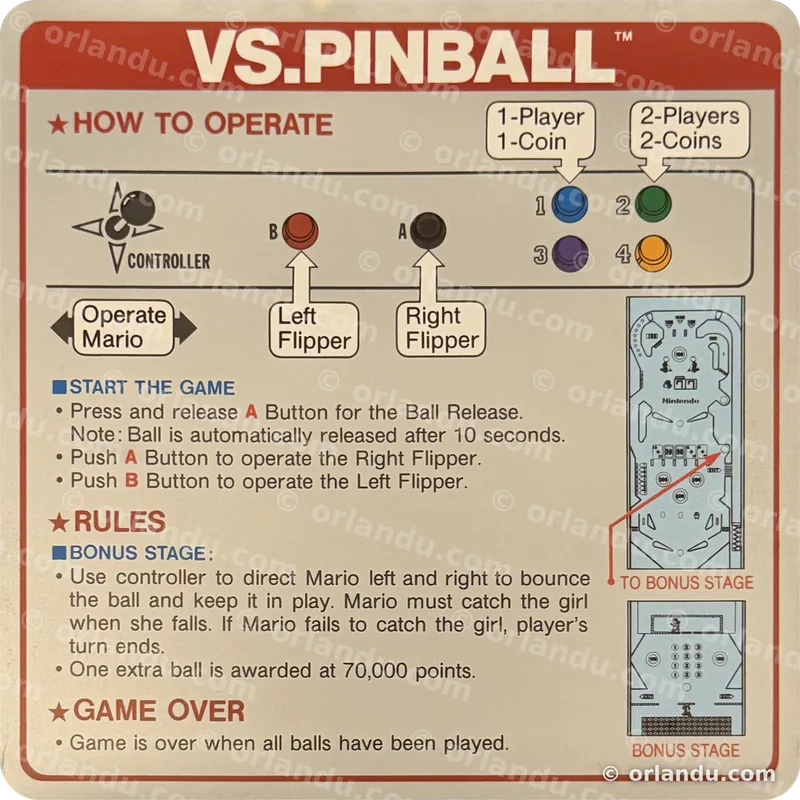 VS.PINBALL™
★HOW TO OPERATE
1-Player
1-Coin
2-Players
2-Coins
1
2
B
A
3
4
CONTROLLER
Operate
Mario
Left
Flipper
Right
Flipper
■START THE GAME
• Press and release A Button for the Ball Release.
Note: Ball is automatically released after 10 seconds.
• Push A Button to operate the Right Flipper.
• Push B Button to operate the Left Flipper.
Nintendo
★RULES
■BONUS STAGE:
• Use controller to direct Mario left and right to bounce
the ball and keep it in play. Mario must catch the girl
when she falls. If Mario fails to catch the girl, player's
turn ends.
• One extra ball is awarded at 70,000 points.
TO BONUS STAGE
★GAME OVER
• Game is over when all balls have been played.
BONUS STAGE
© orlandu.com